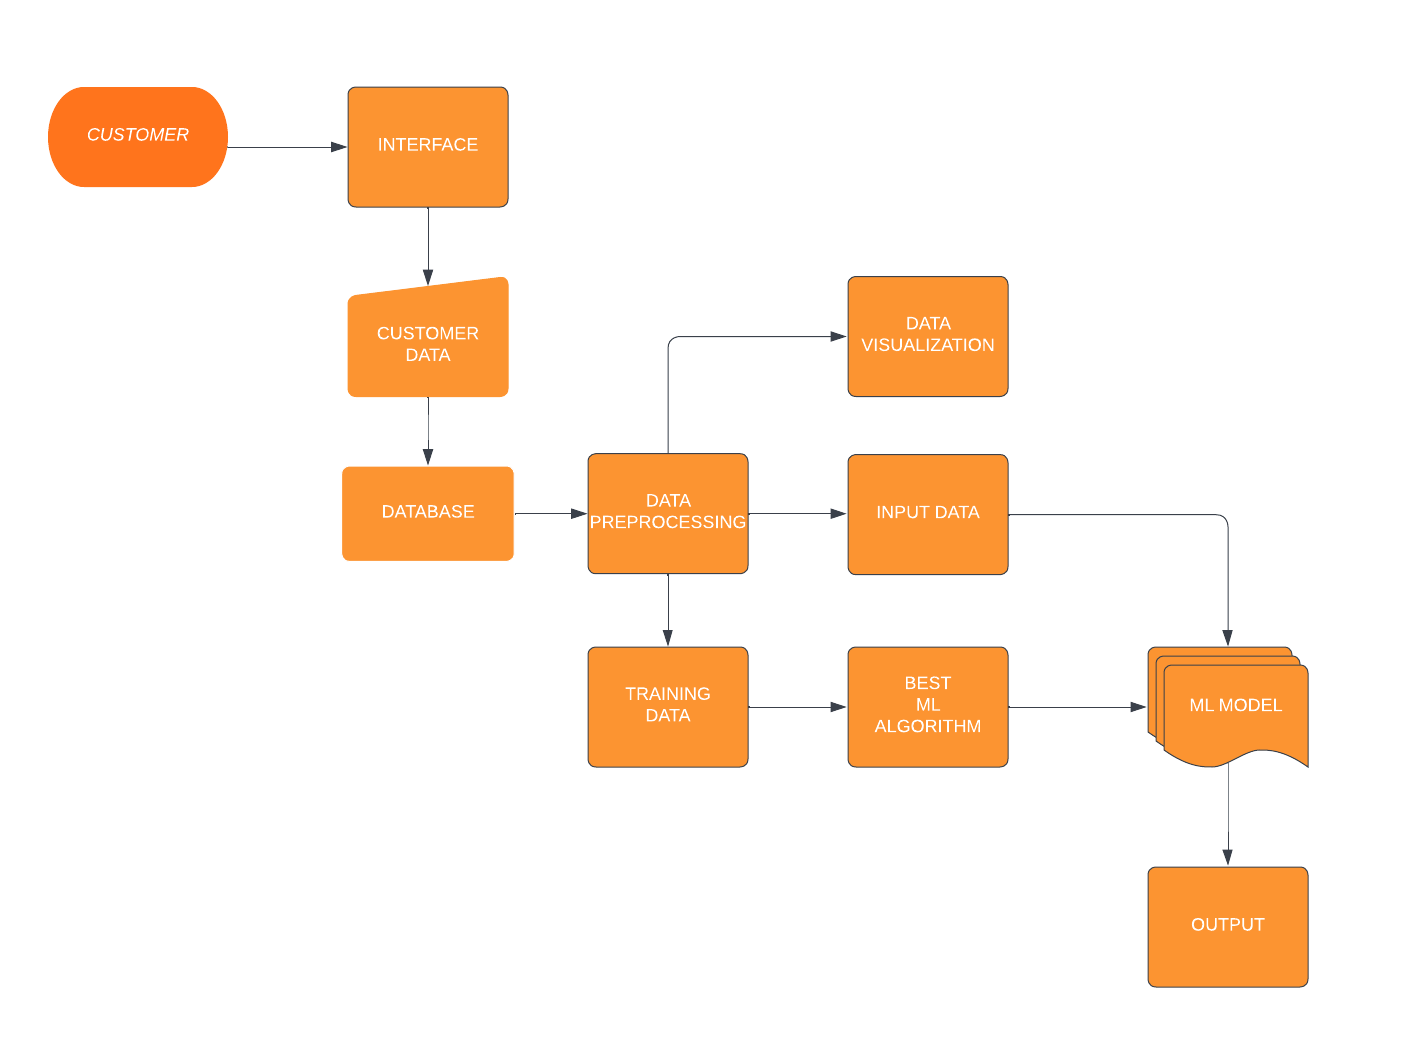 CUSTOMER
INTERFACE
CUSTOMER
DATA
DATABASE
DATA
PREPROCESSING
DATA
VISUALIZATION
INPUT DATA
TRAINING
DATA
BEST
ML
ALGORITHM
ML MODEL
OUTPUT